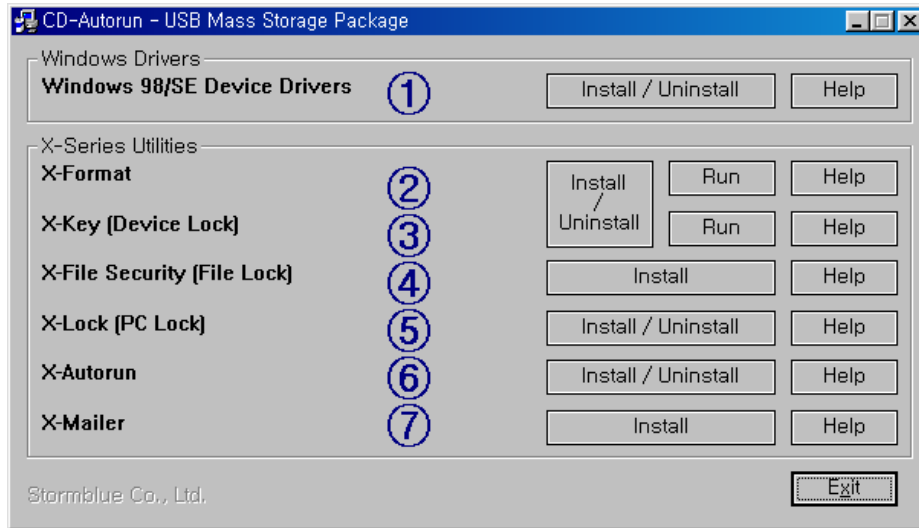 CD-Autorun - USB Mass Storage Package
Windows Drivers
Windows 98/SE Device Drivers ① Install / Uninstall Help
X-Series Utilities
X-Format ② Install / Uninstall Run Help
X-Key (Device Lock) ③ Run Help
X-File Security (File Lock) ④ Install Help
X-Lock (PC Lock) ⑤ Install / Uninstall Help
X-Autorun ⑥ Install / Uninstall Help
X-Mailer ⑦ Install Help
Stormblue Co., Ltd. Exit